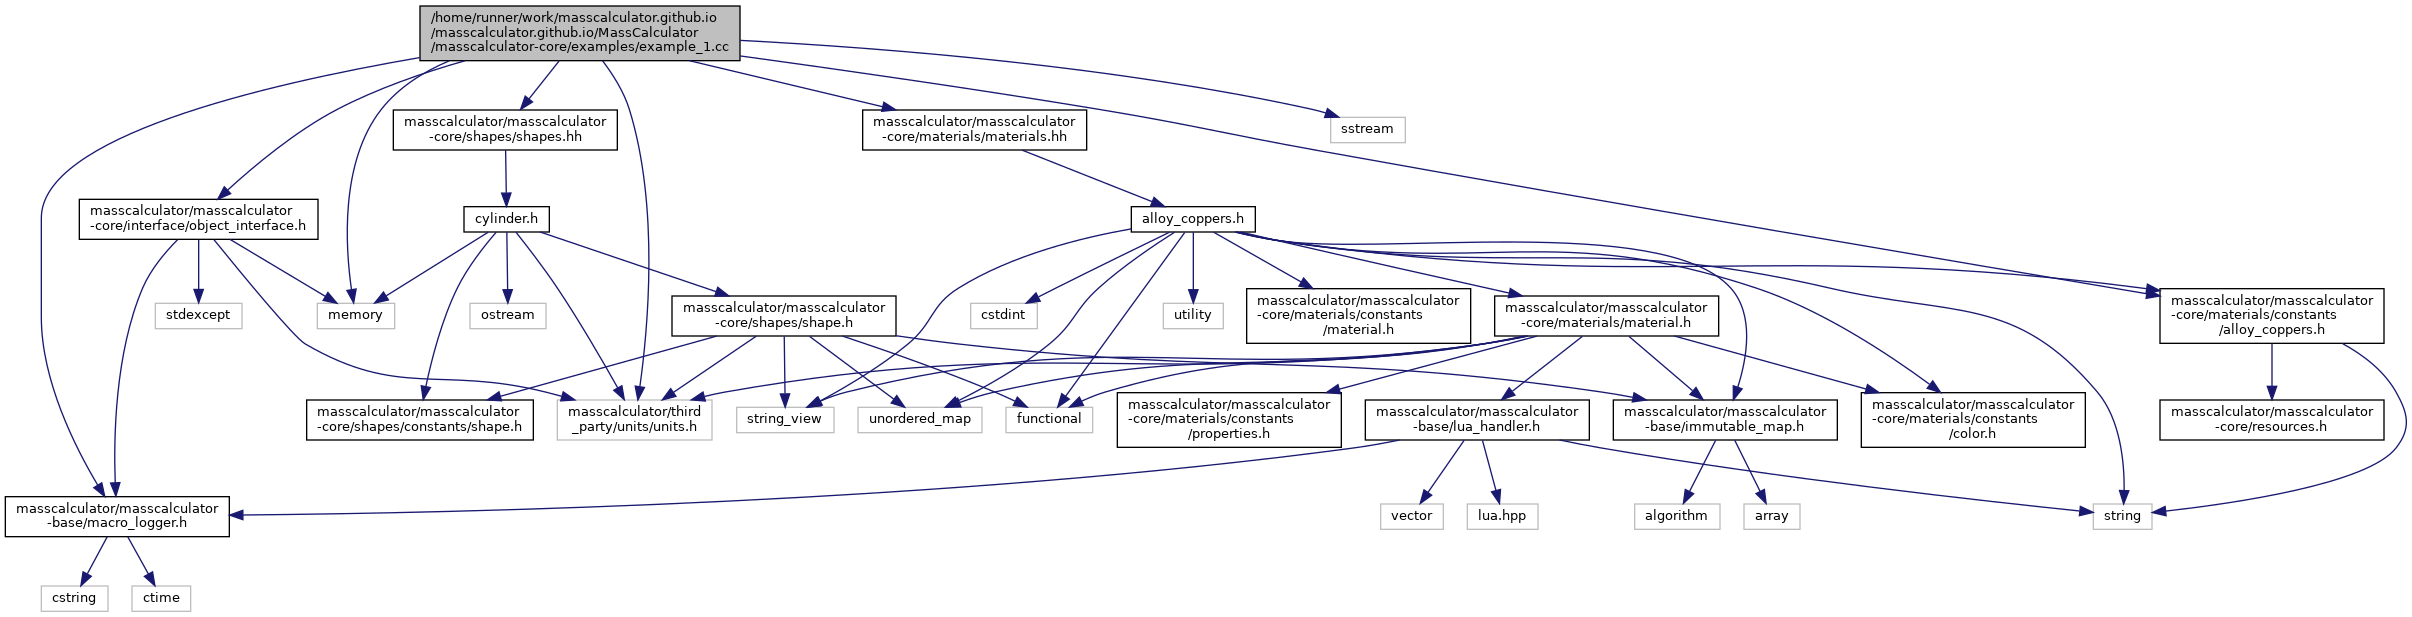 /home/runner/work/masscalculator.github.io
/masscalculator.github.io/MassCalculator
/masscalculator-core/examples/example_1.cc
masscalculator/masscalculator
-core/shapes/shapes.hh
masscalculator/masscalculator
-core/materials/materials.hh
sstream
masscalculator/masscalculator
-core/interface/object_interface.h
cylinder.h
alloy_coppers.h
stdexcept
memory
ostream
masscalculator/masscalculator
-core/shapes/shape.h
cstdint
utility
masscalculator/masscalculator
-core/materials/constants
/material.h
masscalculator/masscalculator
-core/materials/material.h
masscalculator/masscalculator
-core/materials/constants
/alloy_coppers.h
masscalculator/masscalculator
-core/shapes/constants/shape.h
masscalculator/third
_party/units/units.h
string_view
unordered_map
functional
masscalculator/masscalculator
-core/materials/constants
/properties.h
masscalculator/masscalculator
-base/lua_handler.h
masscalculator/masscalculator
-base/immutable_map.h
masscalculator/masscalculator
-core/materials/constants
/color.h
masscalculator/masscalculator
-core/resources.h
masscalculator/masscalculator
-base/macro_logger.h
vector
lua.hpp
algorithm
array
string
cstring
ctime